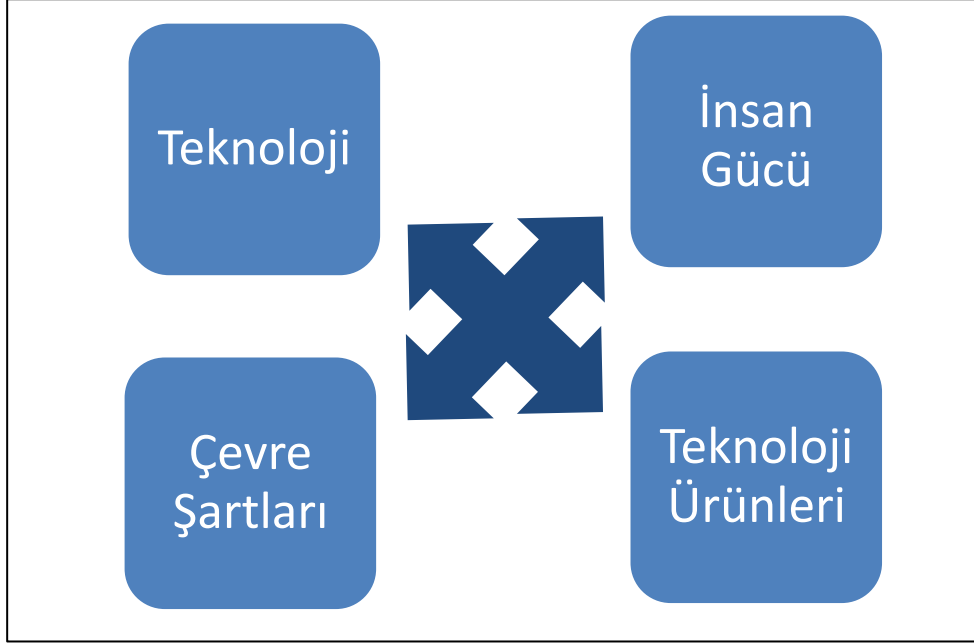 Teknoloji
İnsan
Gücü
Çevre
Şartları
Teknoloji
Ürünleri